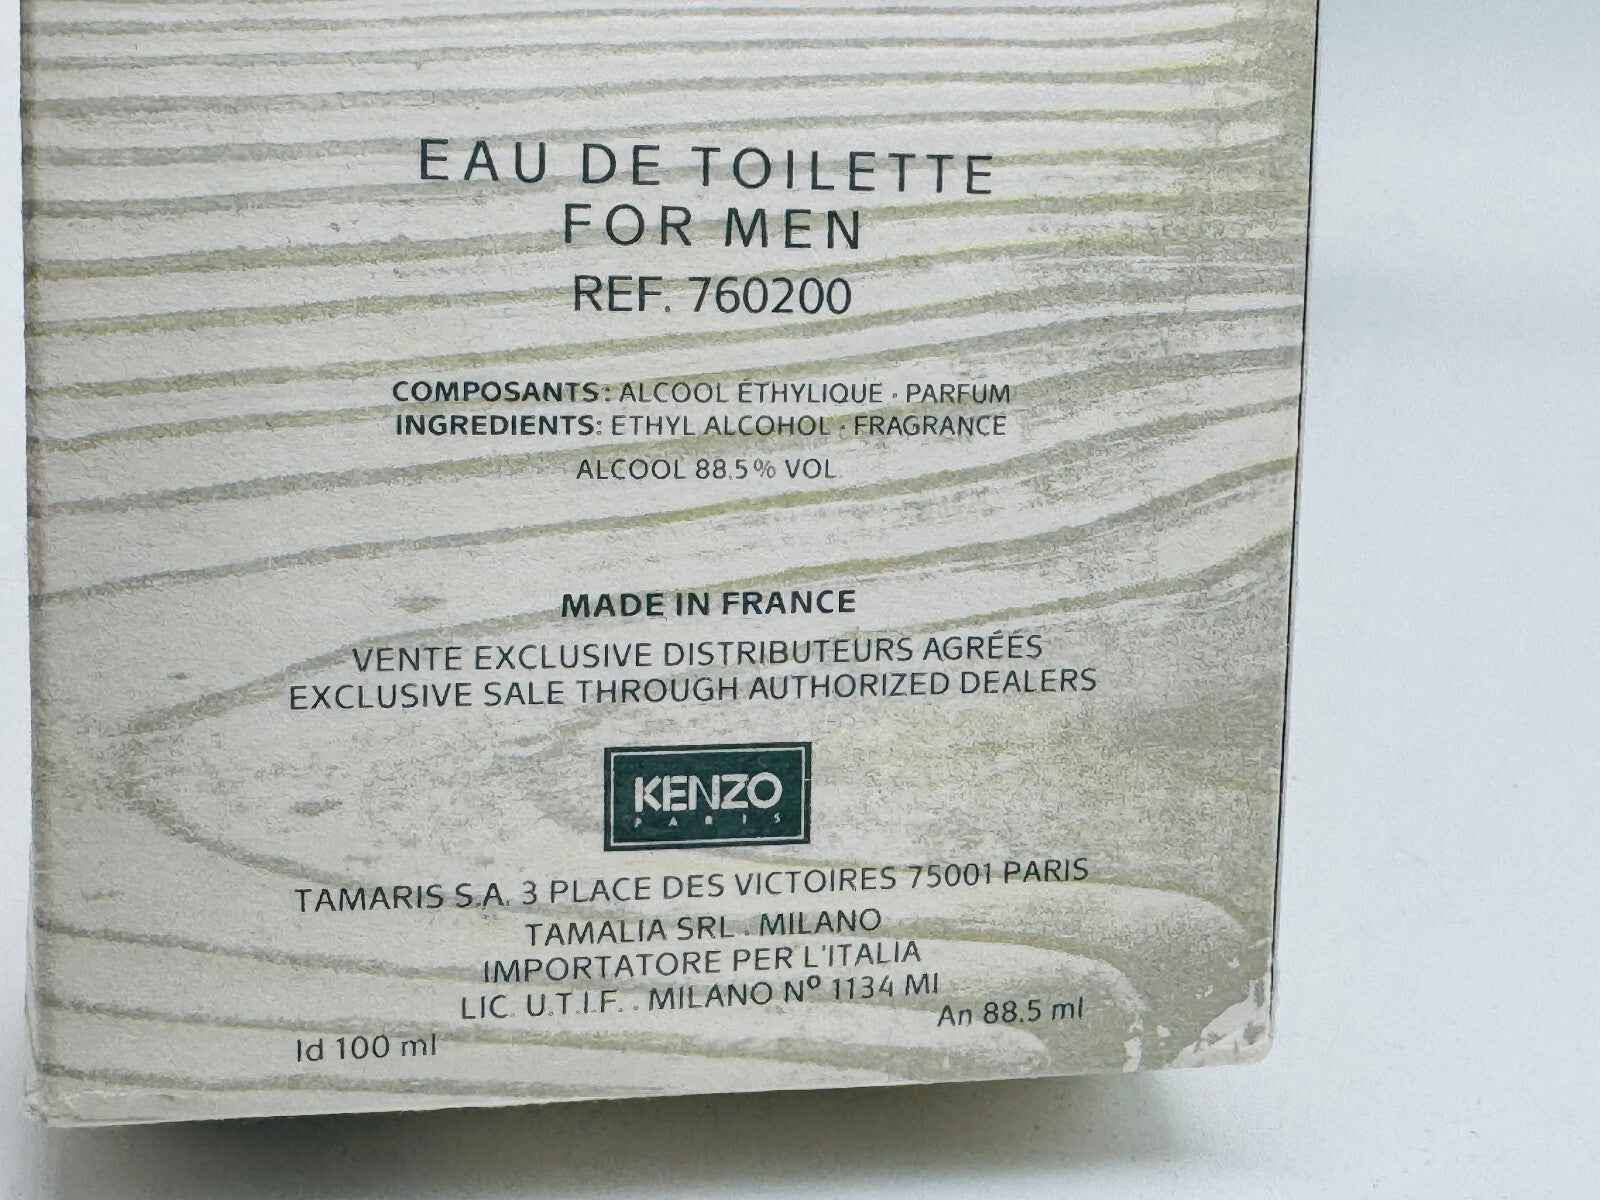 EAU DE TOILETTE
FOR MEN
REF. 760200
COMPOSANTS: ALCOOL ÉTHYLIQUE · PARFUM
INGREDIENTS: ETHYL ALCOHOL · FRAGRANCE
ALCOOL 88.5% VOL.
MADE IN FRANCE
VENTE EXCLUSIVE DISTRIBUTEURS AGRÉÉS
EXCLUSIVE SALE THROUGH AUTHORIZED DEALERS
KENZO
PARIS
TAMARIS S.A. 3 PLACE DES VICTOIRES 75001 PARIS
TAMALIA SRL . MILANO
IMPORTATORE PER L'ITALIA
LIC. U.T.I.F. . MILANO Nº 1134 MI
An 88.5 ml
Id 100 ml